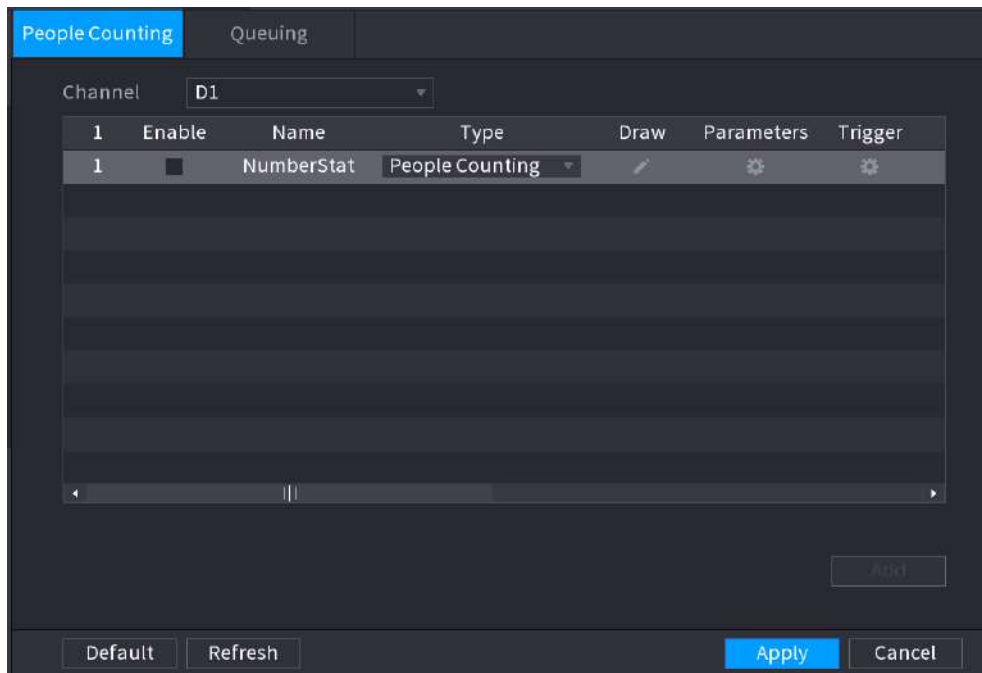 People Counting Queuing
Channel D1
1 Enable Name Type Draw Parameters Trigger
1 NumberStat People Counting
Add
Default Refresh Apply Cancel